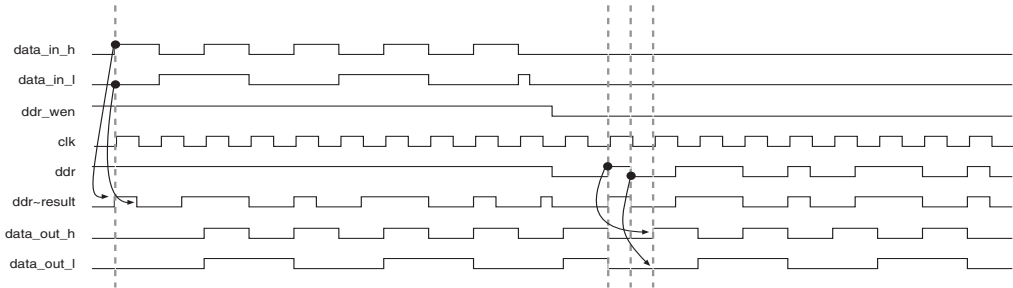 data_in_h
data_in_l
ddr_wen
clk
ddr
ddr~result
data_out_h
data_out_l